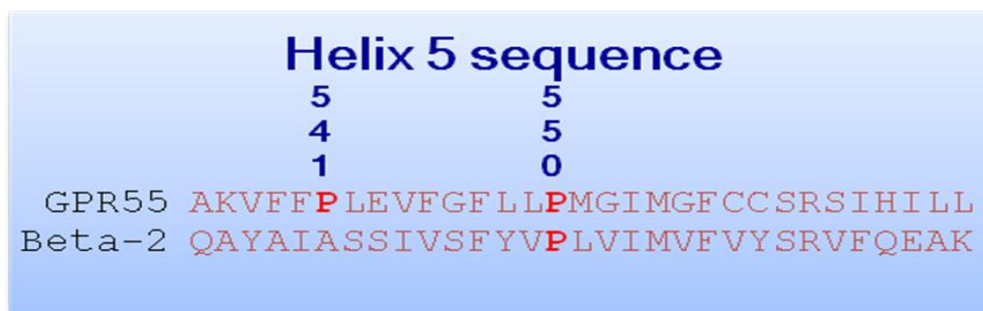 Helix 5 sequence
5 5
4 5
1 0
GPR55 AKVFFPLEVFGFLLPMGIMGFCCSRSIHILL
Beta-2 QAYAIASSIVSFYVPLVIMVFVYSRVFQEAK